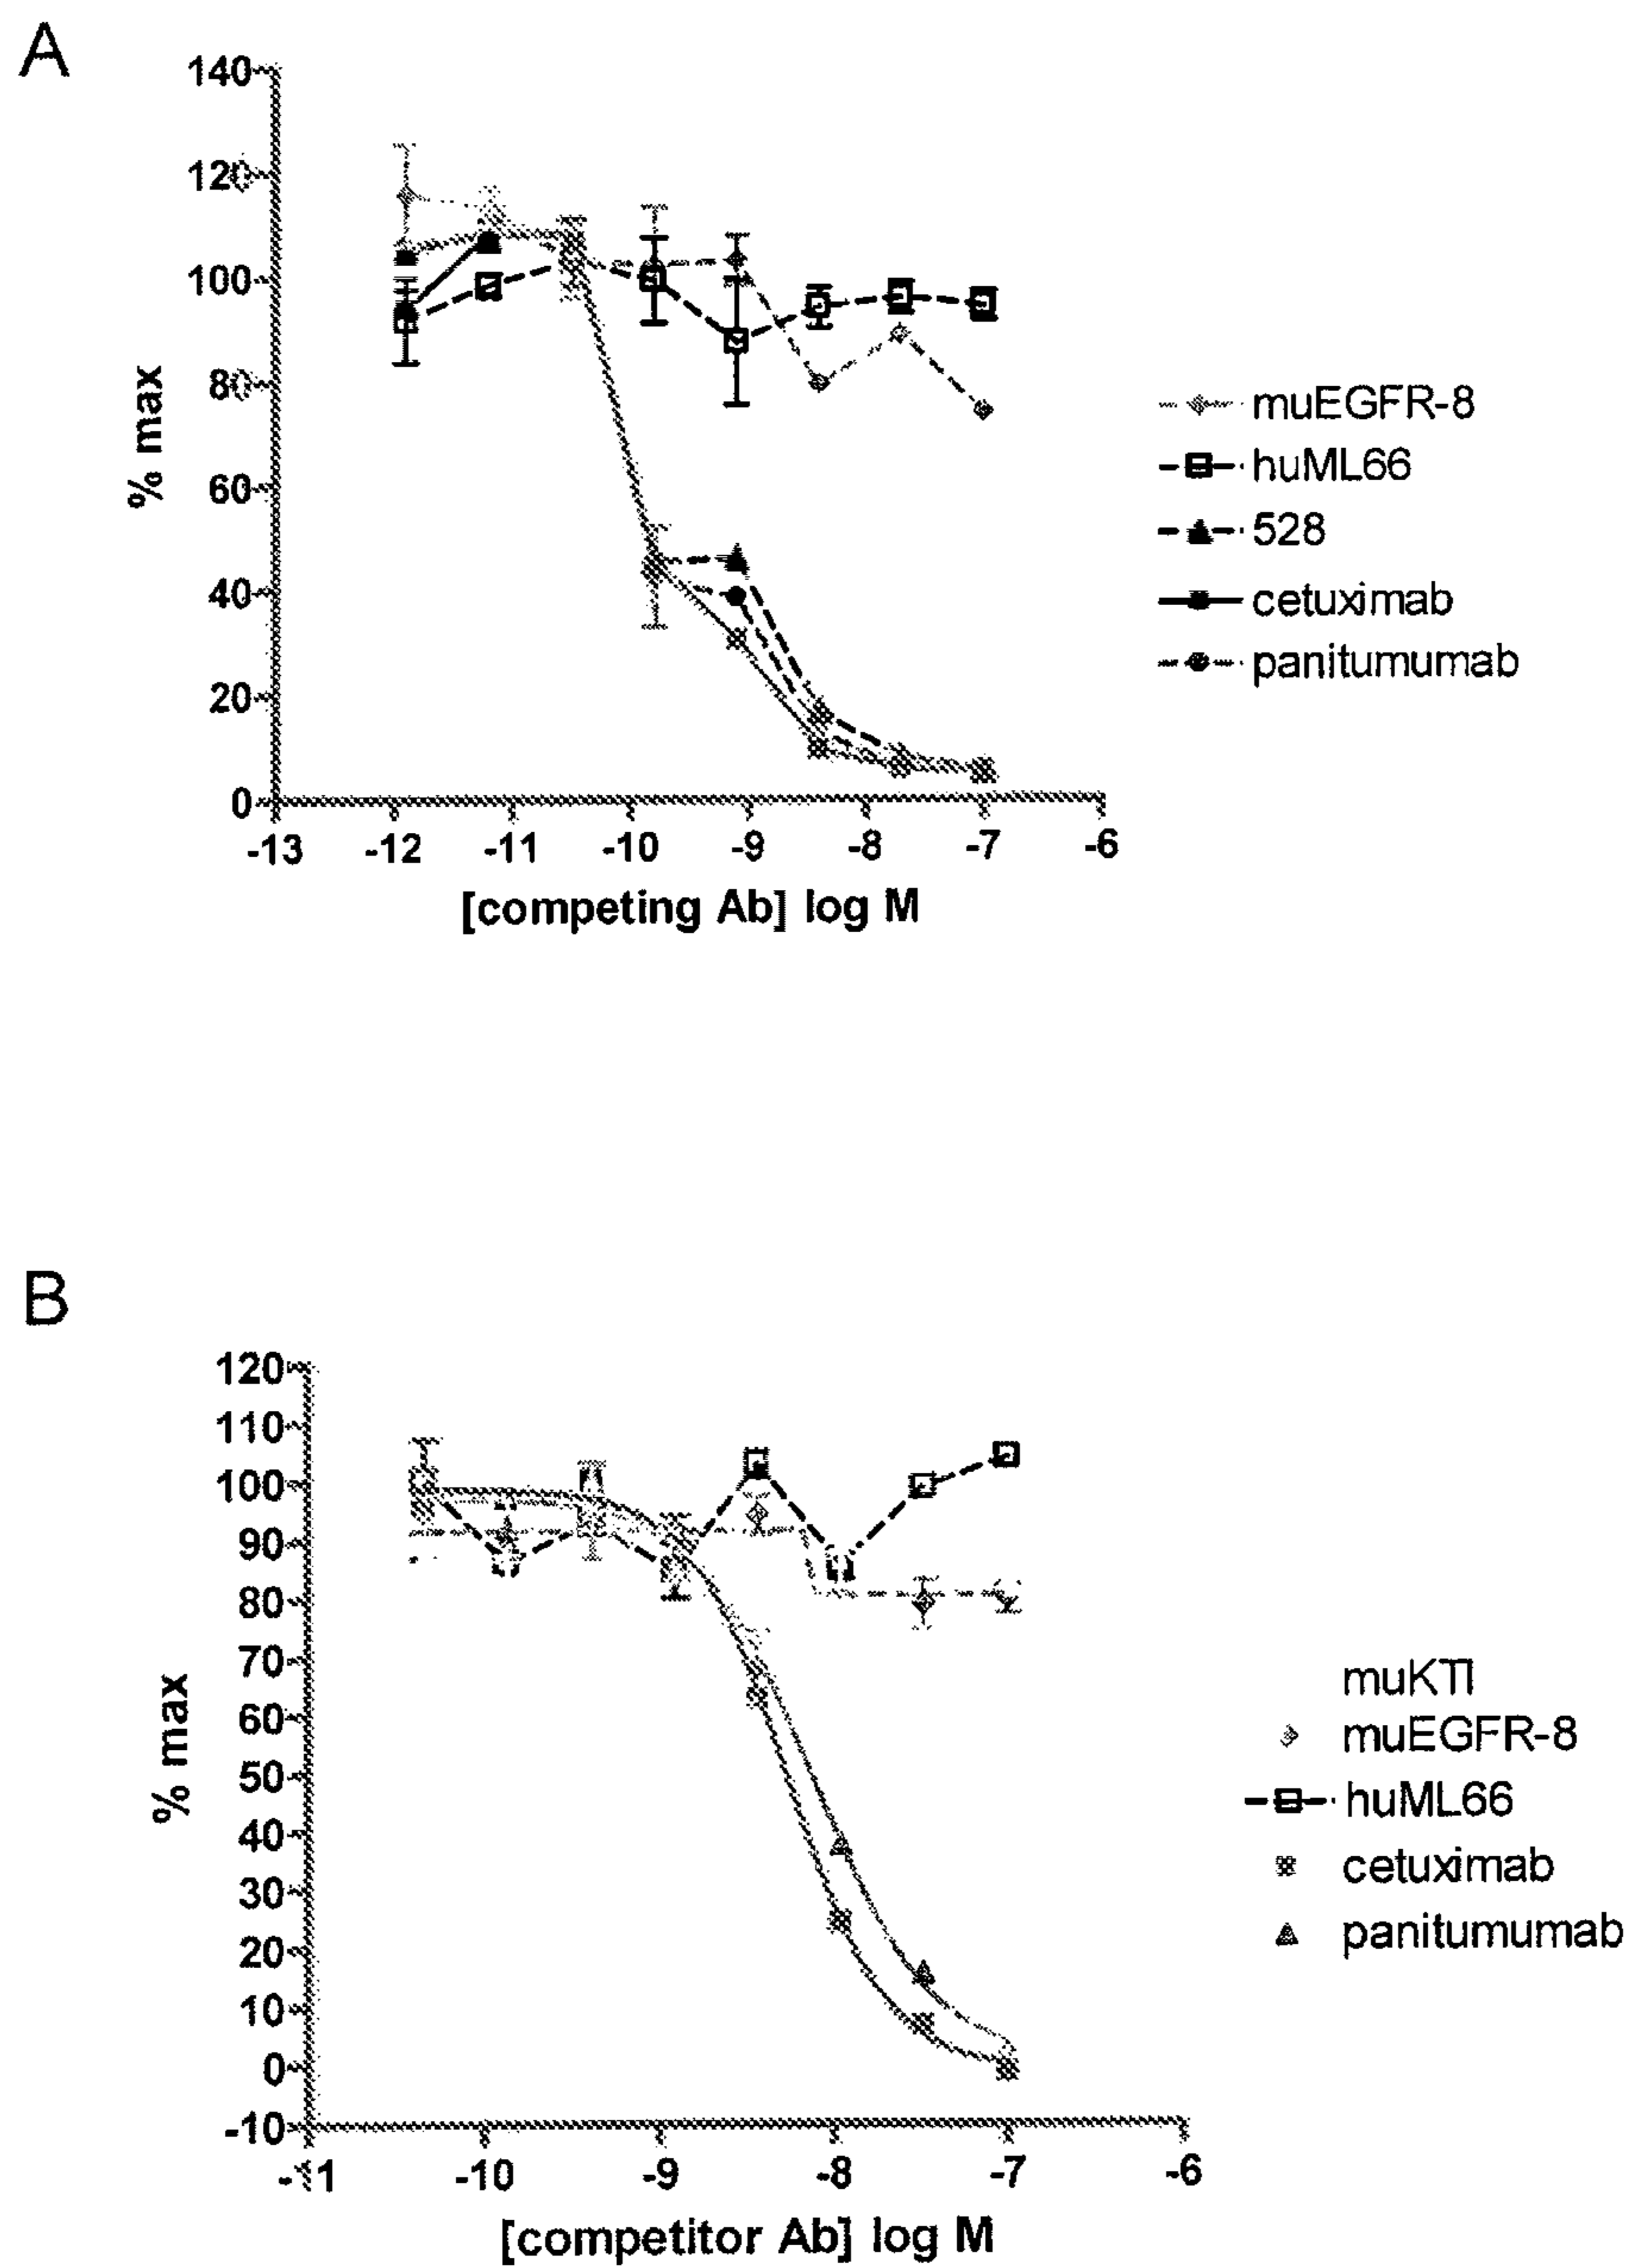 A
140
120
100
80
60
40
20
0
% max
-13 -12 -11 -10 -9 -8 -7 -6
[competing Ab] log M
muEGFR-8
huML66
528
cetuximab
panitumumab
B
120
110
100
90
80
70
60
50
40
30
20
10
0
-10
% max
-11 -10 -9 -8 -7 -6
[competitor Ab] log M
muKTI
muEGFR-8
huML66
cetuximab
panitumumab